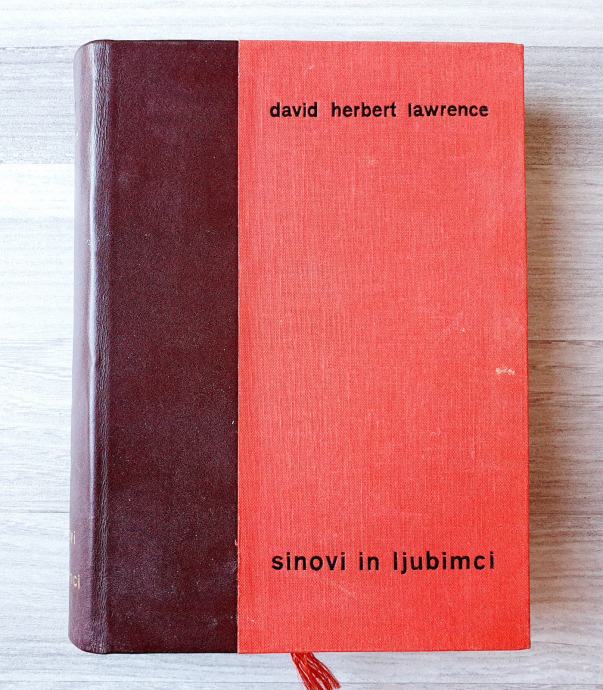 david herbert lawrence
sinovi in ljubimci